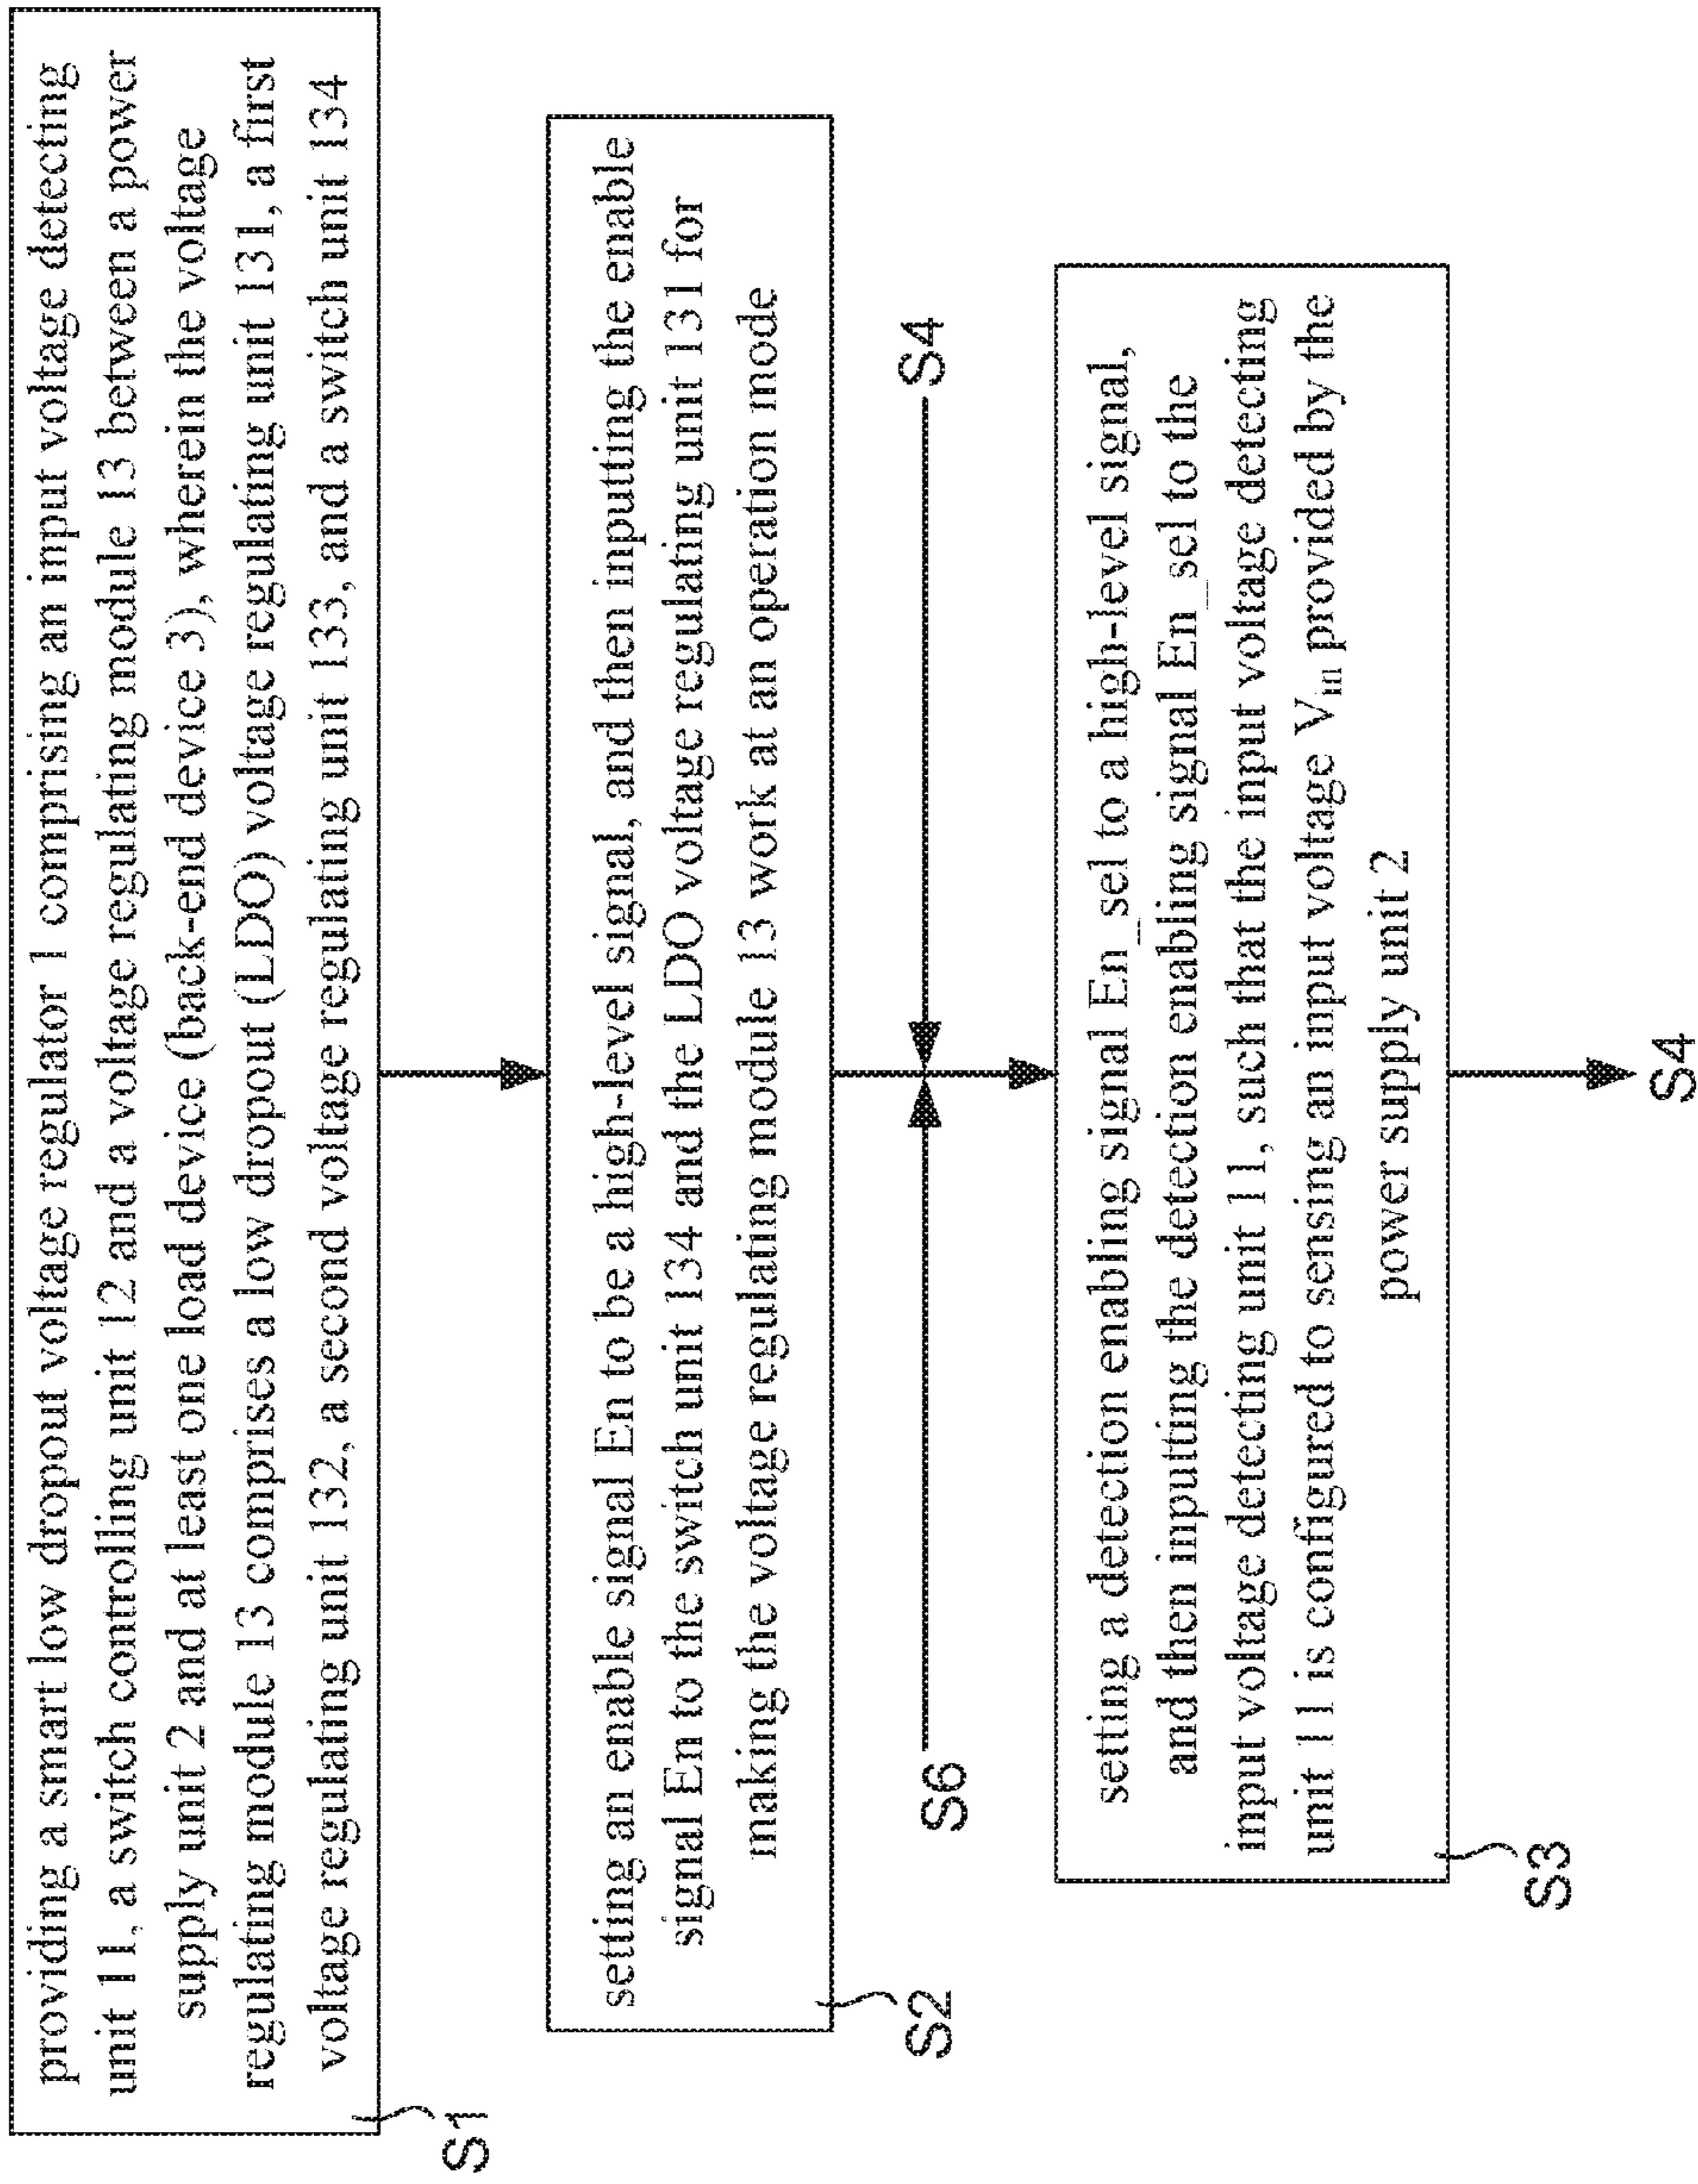 providing a smart low dropout voltage regulator 1 comprising an input voltage detecting
unit 11, a switch controlling unit 12 and a voltage regulating module 13 between a power
supply unit 2 and at least one load device (back-end device 3), wherein the voltage
regulating module 13 comprises a low dropout (LDO) voltage regulating unit 131, a first
voltage regulating unit 132, a second voltage regulating unit 133, and a switch unit 134
S1
setting an enable signal En to be a high-level signal, and then inputting the enable
signal En to the switch unit 134 and the LDO voltage regulating unit 131 for
making the voltage regulating module 13 work at an operation mode
S2
S6
S4
setting a detection enabling signal En_sel to a high-level signal,
and then inputting the detection enabling signal En_sel to the
input voltage detecting unit 11, such that the input voltage detecting
unit 11 is configured to sensing an input voltage Vin provided by the
power supply unit 2
S3
S4